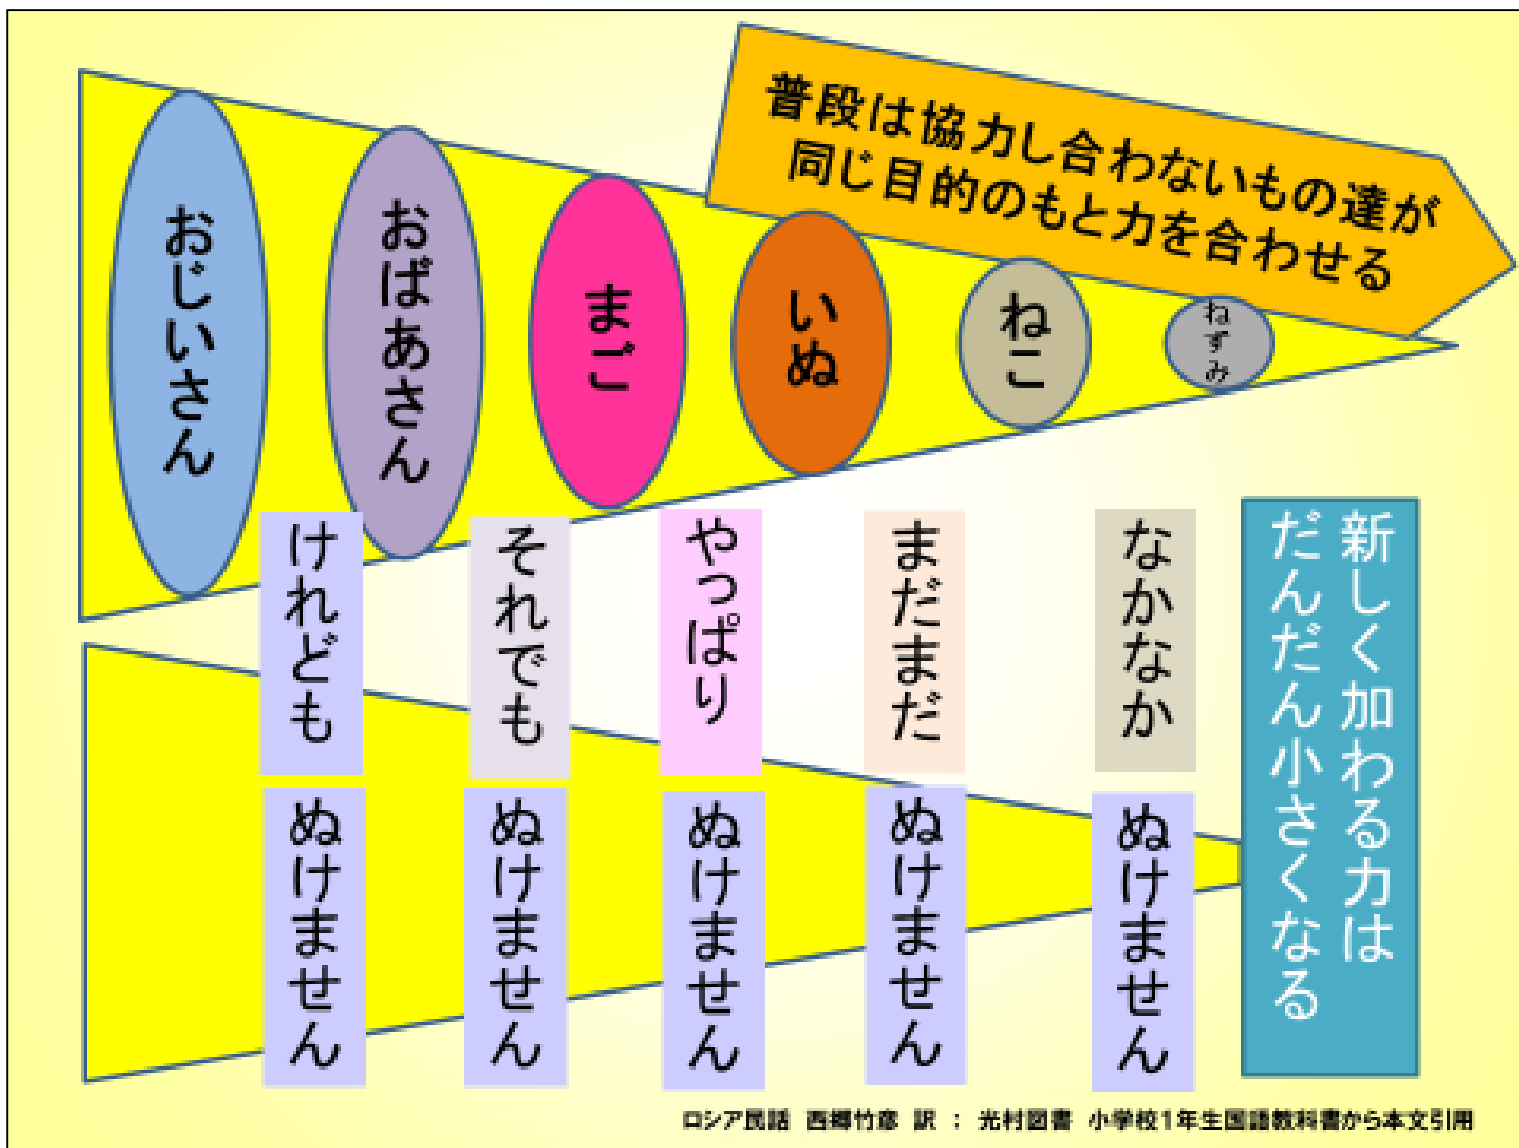 普段は協力し合わないもの達が
同じ目的のもと力を合わせる
おじいさん
おばあさん
まご
いぬ
ねこ
ねずみ
けれども
ぬけません
それでも
ぬけません
やっぱり
ぬけません
まだまだ
ぬけません
なかなか
ぬけません
新しく加わる力は
だんだん小さくなる
ロシア民話 西郷竹彦 訳 : 光村図書 小学校1年生国語教科書から本文引用